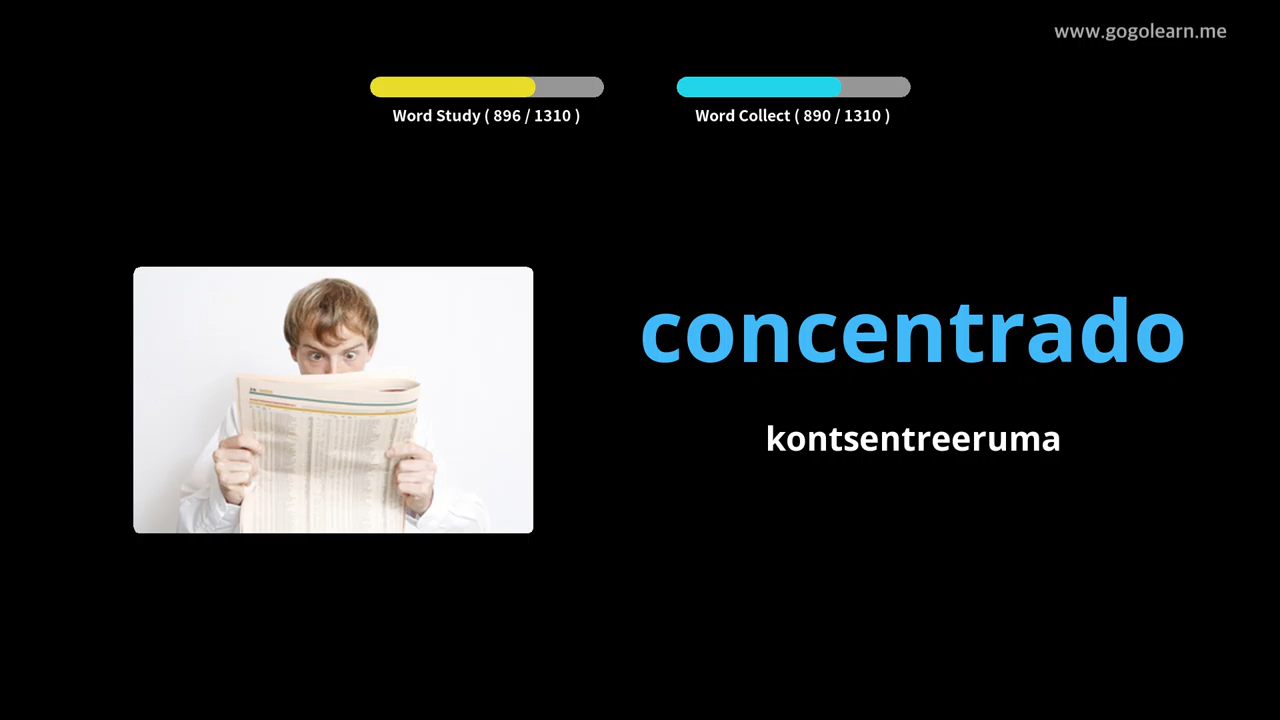 www.gogolearn.me
Word Study ( 896 / 1310 )
Word Collect ( 890 / 1310 )
concentrado
kontsentreeruma